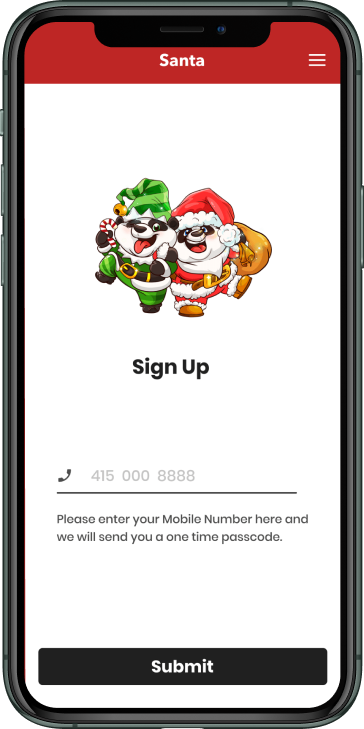 Santa
Sign Up
415 000 8888
Please enter your Mobile Number here and
we will send you a one time passcode.
Submit